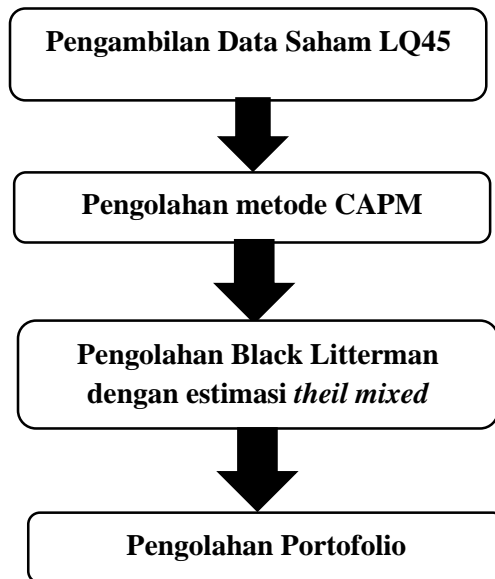 Pengambilan Data Saham LQ45
Pengolahan metode CAPM
Pengolahan Black Litterman
dengan estimasi theil mixed
Pengolahan Portofolio